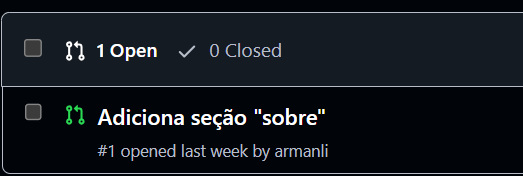 1 Open 0 Closed
Adiciona seção "sobre"
#1 opened last week by armanli